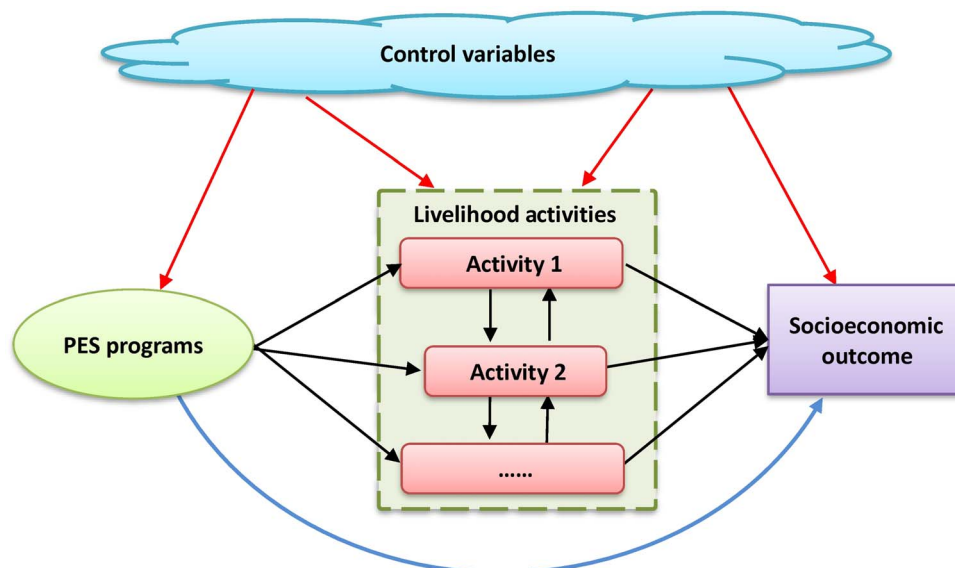 Control variables
Livelihood activities
Activity 1
PES programs
Activity 2
Socioeconomic
outcome
......